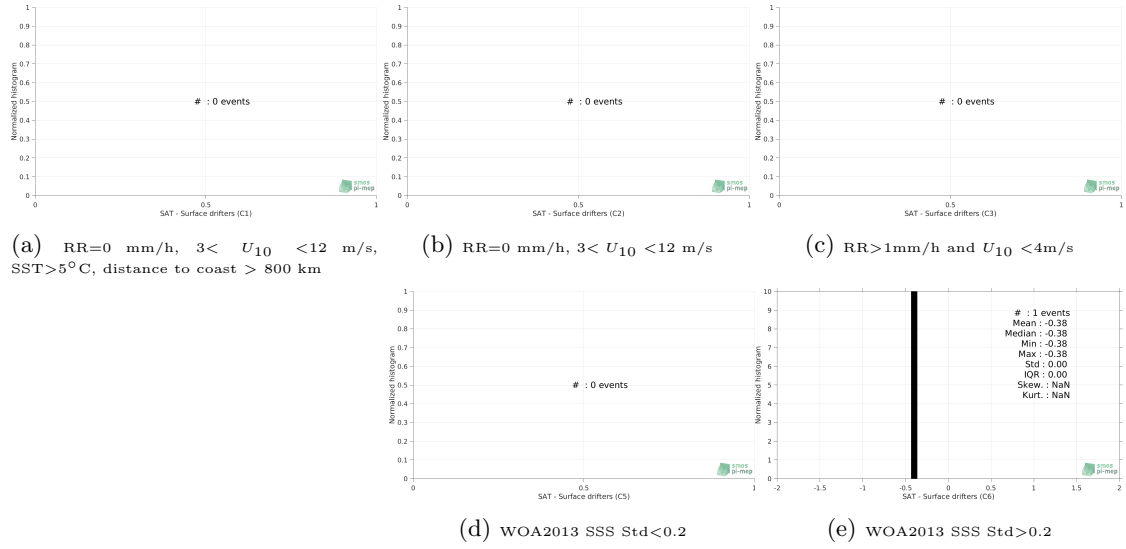 1
0.9
0.8
0.7
0.6
0.5
0.4
0.3
0.2
0.1
0
Normalized histogram
# : 0 events
smos
pi-mep
0 0.5 1
SAT - Surface drifters (C1)
(a) RR=0 mm/h, 3< U10 <12 m/s,
SST>5°C, distance to coast > 800 km
1
0.9
0.8
0.7
0.6
0.5
0.4
0.3
0.2
0.1
0
Normalized histogram
# : 0 events
smos
pi-mep
0 0.5 1
SAT - Surface drifters (C2)
(b) RR=0 mm/h, 3< U10 <12 m/s
1
0.9
0.8
0.7
0.6
0.5
0.4
0.3
0.2
0.1
0
Normalized histogram
# : 0 events
smos
pi-mep
0 0.5 1
SAT - Surface drifters (C3)
(c) RR>1mm/h and U10 <4m/s
1
0.9
0.8
0.7
0.6
0.5
0.4
0.3
0.2
0.1
0
Normalized histogram
# : 0 events
smos
pi-mep
0 0.5 1
SAT - Surface drifters (C5)
(d) WOA2013 SSS Std<0.2
10
9
8
7
6
5
4
3
2
1
0
Normalized histogram
# : 1 events
Mean : -0.38
Median : -0.38
Min : -0.38
Max : -0.38
Std : 0.00
IQR : 0.00
Skew. : NaN
Kurt. : NaN
smos
pi-mep
-2 -1.5 -1 -0.5 0 0.5 1 1.5 2
SAT - Surface drifters (C6)
(e) WOA2013 SSS Std>0.2